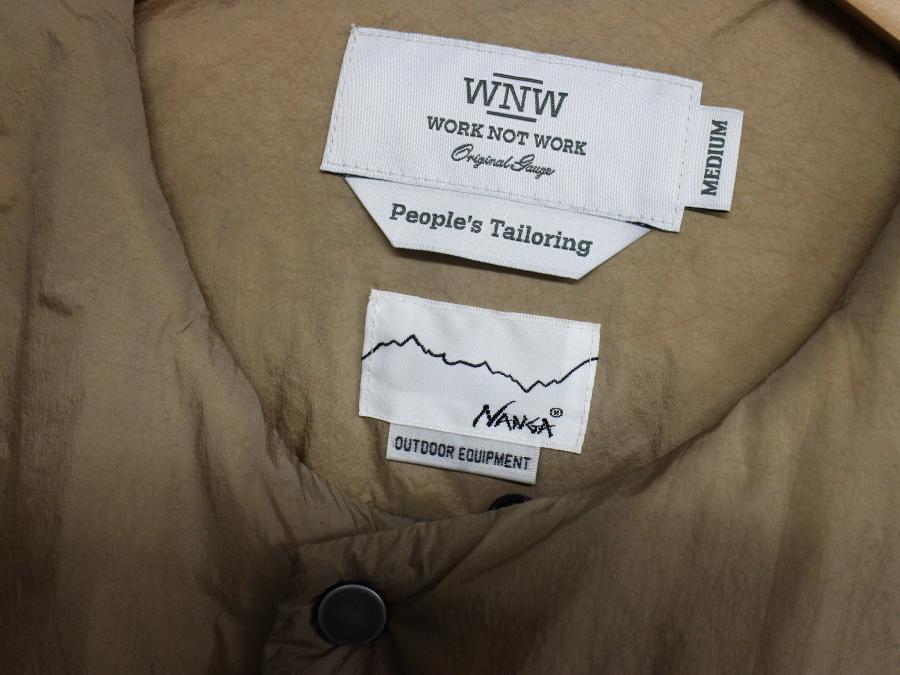 WNW
WORK NOT WORK
Original Gauge
MEDIUM
People's Tailoring
NANGA®
OUTDOOR EQUIPMENT